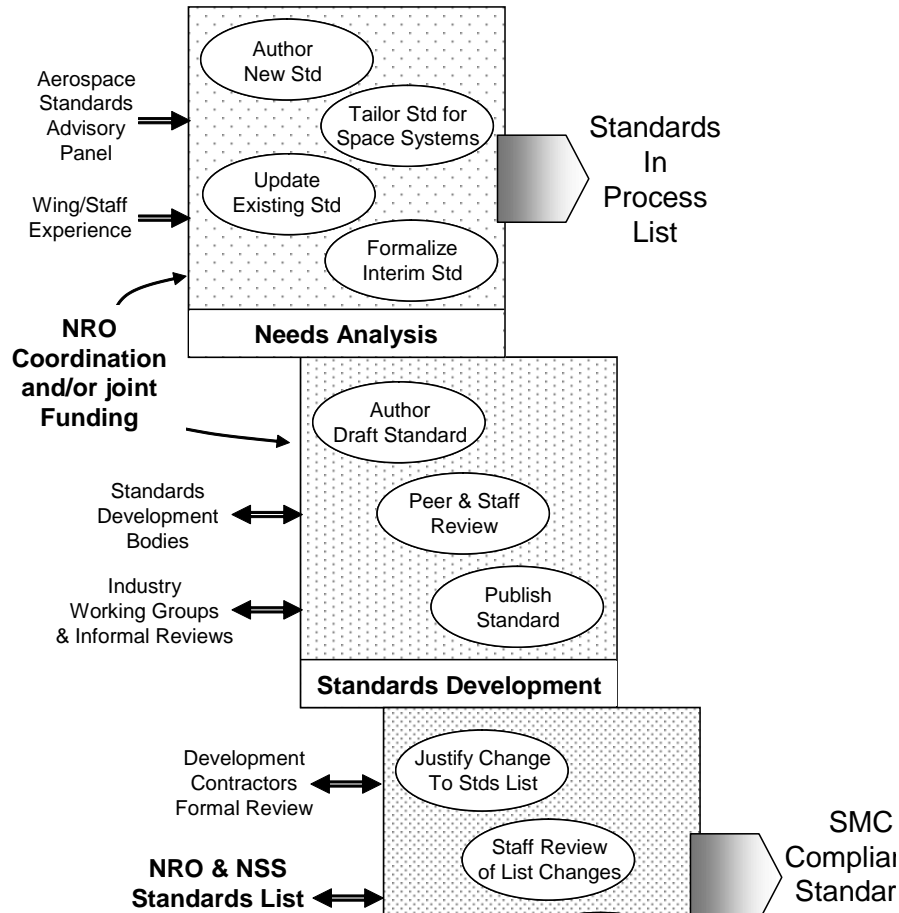 Author
New Std
Aerospace
Standards
Advisory
Panel
Tailor Std for
Space Systems
Standards
In
Process
List
Update
Existing Std
Wing/Staff
Experience
Formalize
Interim Std
Needs Analysis
NRO
Coordination
and/or joint
Funding
Author
Draft Standard
Standards
Development
Bodies
Peer & Staff
Review
Industry
Working Groups
& Informal Reviews
Publish
Standard
Standards Development
Development
Contractors
Formal Review
Justify Change
To Stds List
Staff Review
of List Changes
NRO & NSS
Standards List
SMC